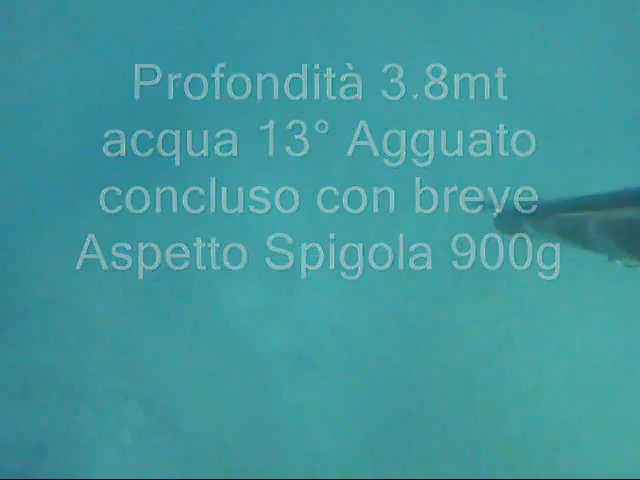 Profondità 3.8mt
acqua 13° Agguato
concluso con breve
Aspetto Spigola 900g